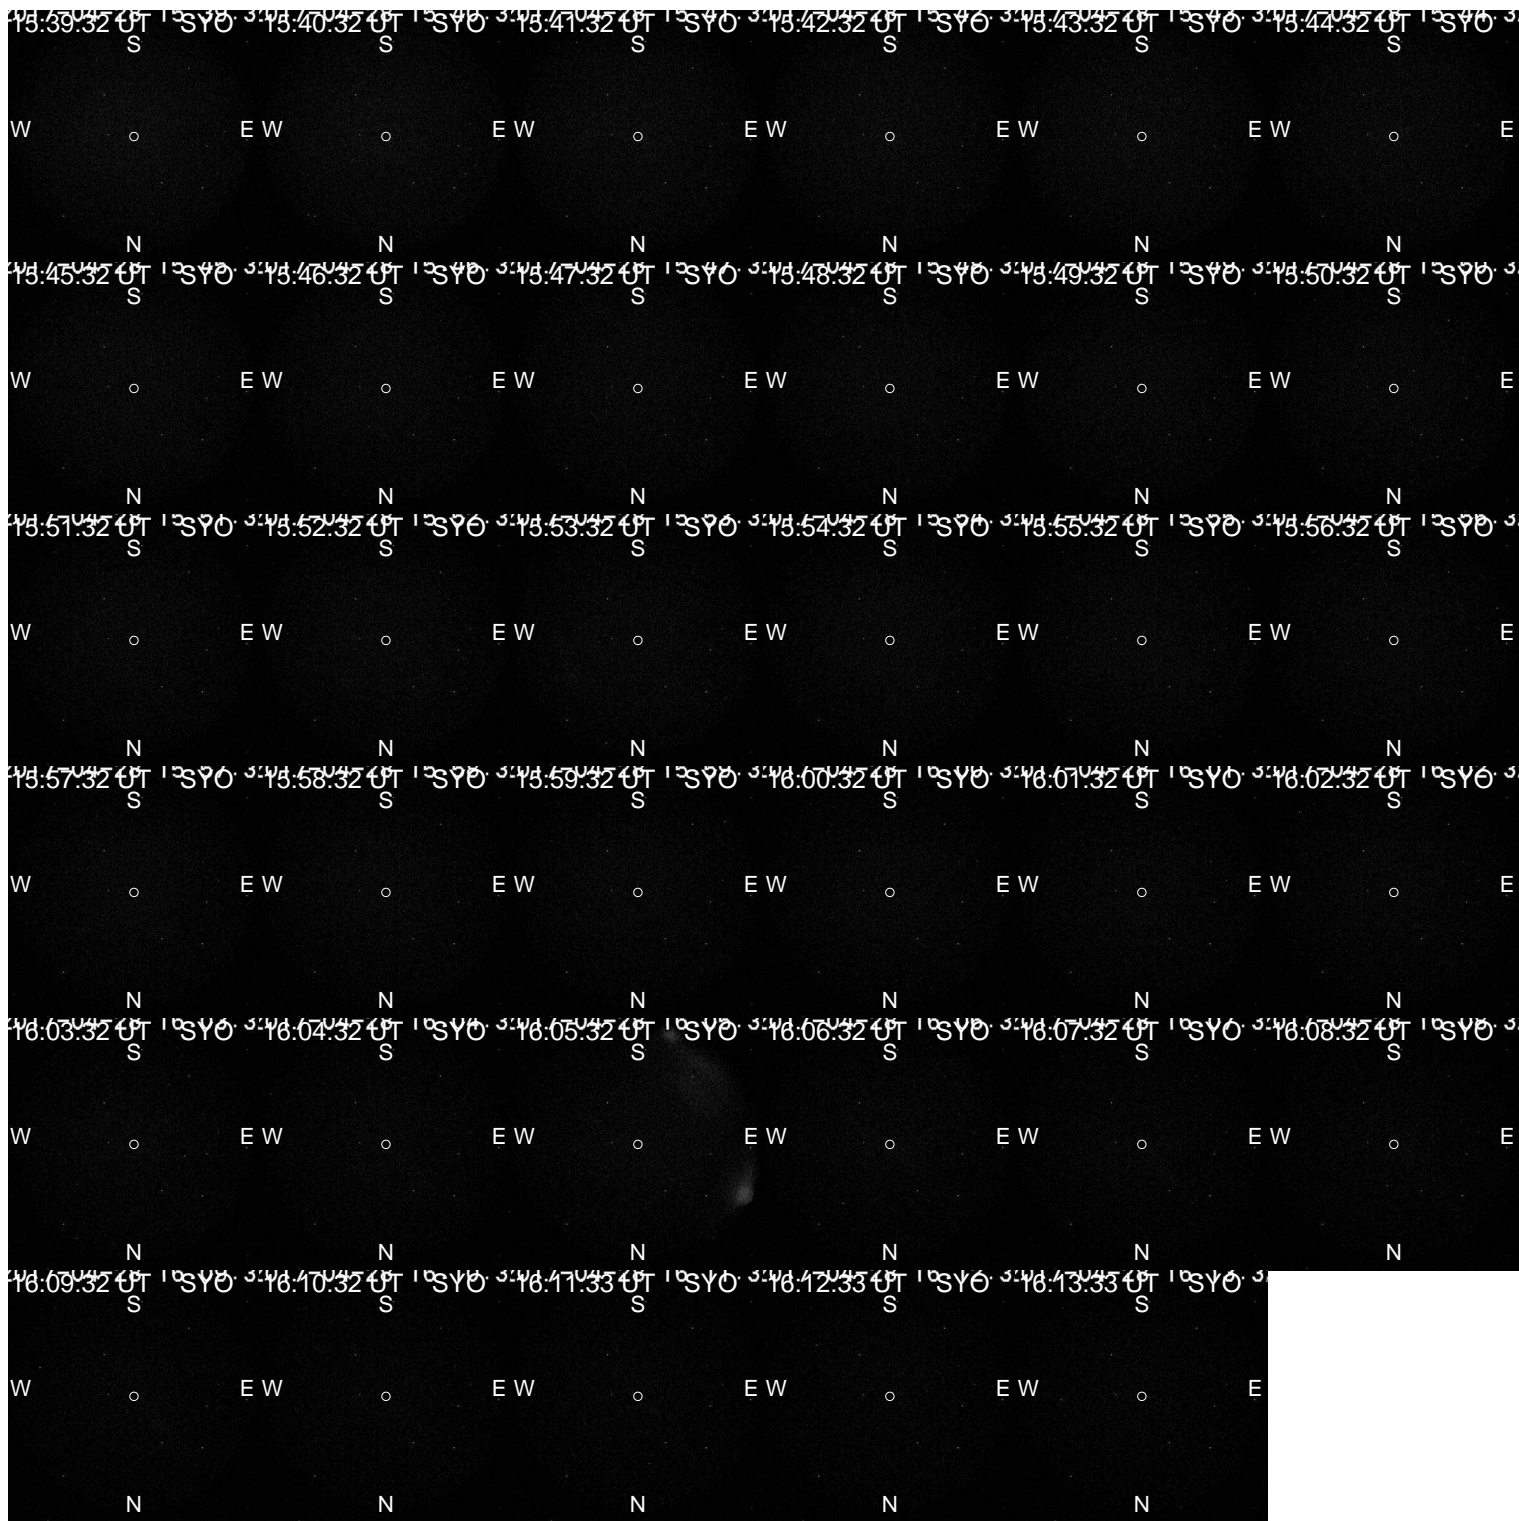 15:39:32 UT SYO 15:40:32 UT SYO 15:41:32 UT SYO 15:42:32 UT SYO 15:43:32 UT SYO 15:44:32 UT SYO
S S S S S S
W E W E W E W E W E W E
N N N N N N
15:45:32 UT SYO 15:46:32 UT SYO 15:47:32 UT SYO 15:48:32 UT SYO 15:49:32 UT SYO 15:50:32 UT SYO
S S S S S S
W E W E W E W E W E W E
N N N N N N
15:51:32 UT SYO 15:52:32 UT SYO 15:53:32 UT SYO 15:54:32 UT SYO 15:55:32 UT SYO 15:56:32 UT SYO
S S S S S S
W E W E W E W E W E W E
N N N N N N
15:57:32 UT SYO 15:58:32 UT SYO 15:59:32 UT SYO 16:00:32 UT SYO 16:01:32 UT SYO 16:02:32 UT SYO
S S S S S S
W E W E W E W E W E W E
N N N N N N
16:03:32 UT SYO 16:04:32 UT SYO 16:05:32 UT SYO 16:06:32 UT SYO 16:07:32 UT SYO 16:08:32 UT SYO
S S S S S S
W E W E W E W E W E W E
N N N N N N
16:09:32 UT SYO 16:10:32 UT SYO 16:11:33 UT SYO 16:12:33 UT SYO 16:13:33 UT SYO
S S S S S
W E W E W E W E W E
N N N N N